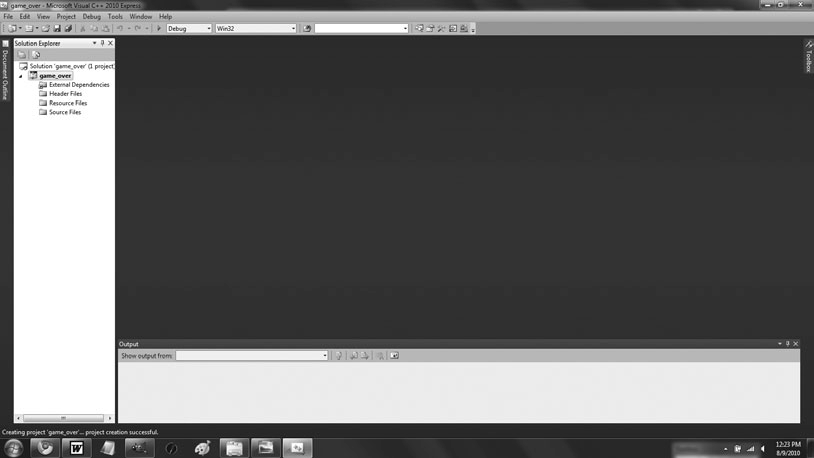 game_over - Microsoft Visual C++ 2010 Express
File Edit View Project Debug Tools Window Help
Debug Win32
Solution Explorer
Document Outline
Toolbox
Solution 'game_over' (1 project
game_over
External Dependencies
Header Files
Resource Files
Source Files
Output
Show output from:
Creating project 'game_over'... project creation successful.
W
12:23 PM
8/9/2010